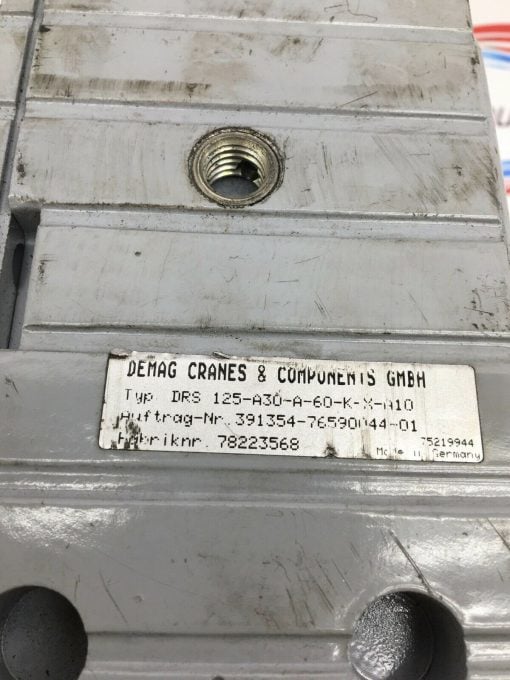 DEMAG CRANES & COMPONENTS GMBH
Typ DRS 125-A30-A-60-K-X-A10
Auftrag-Nr. 391354-76590044-01
Fabriknr. 78223568
75219944
Made in Germany